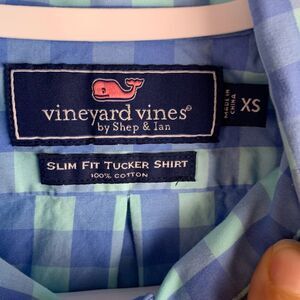 vineyard vines®
by Shep & Ian
MADE IN
CHINA
XS
SLIM FIT TUCKER SHIRT
100% COTTON